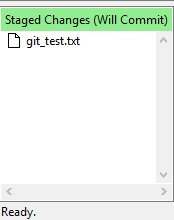 Staged Changes (Will Commit)
git_test.txt
Ready.